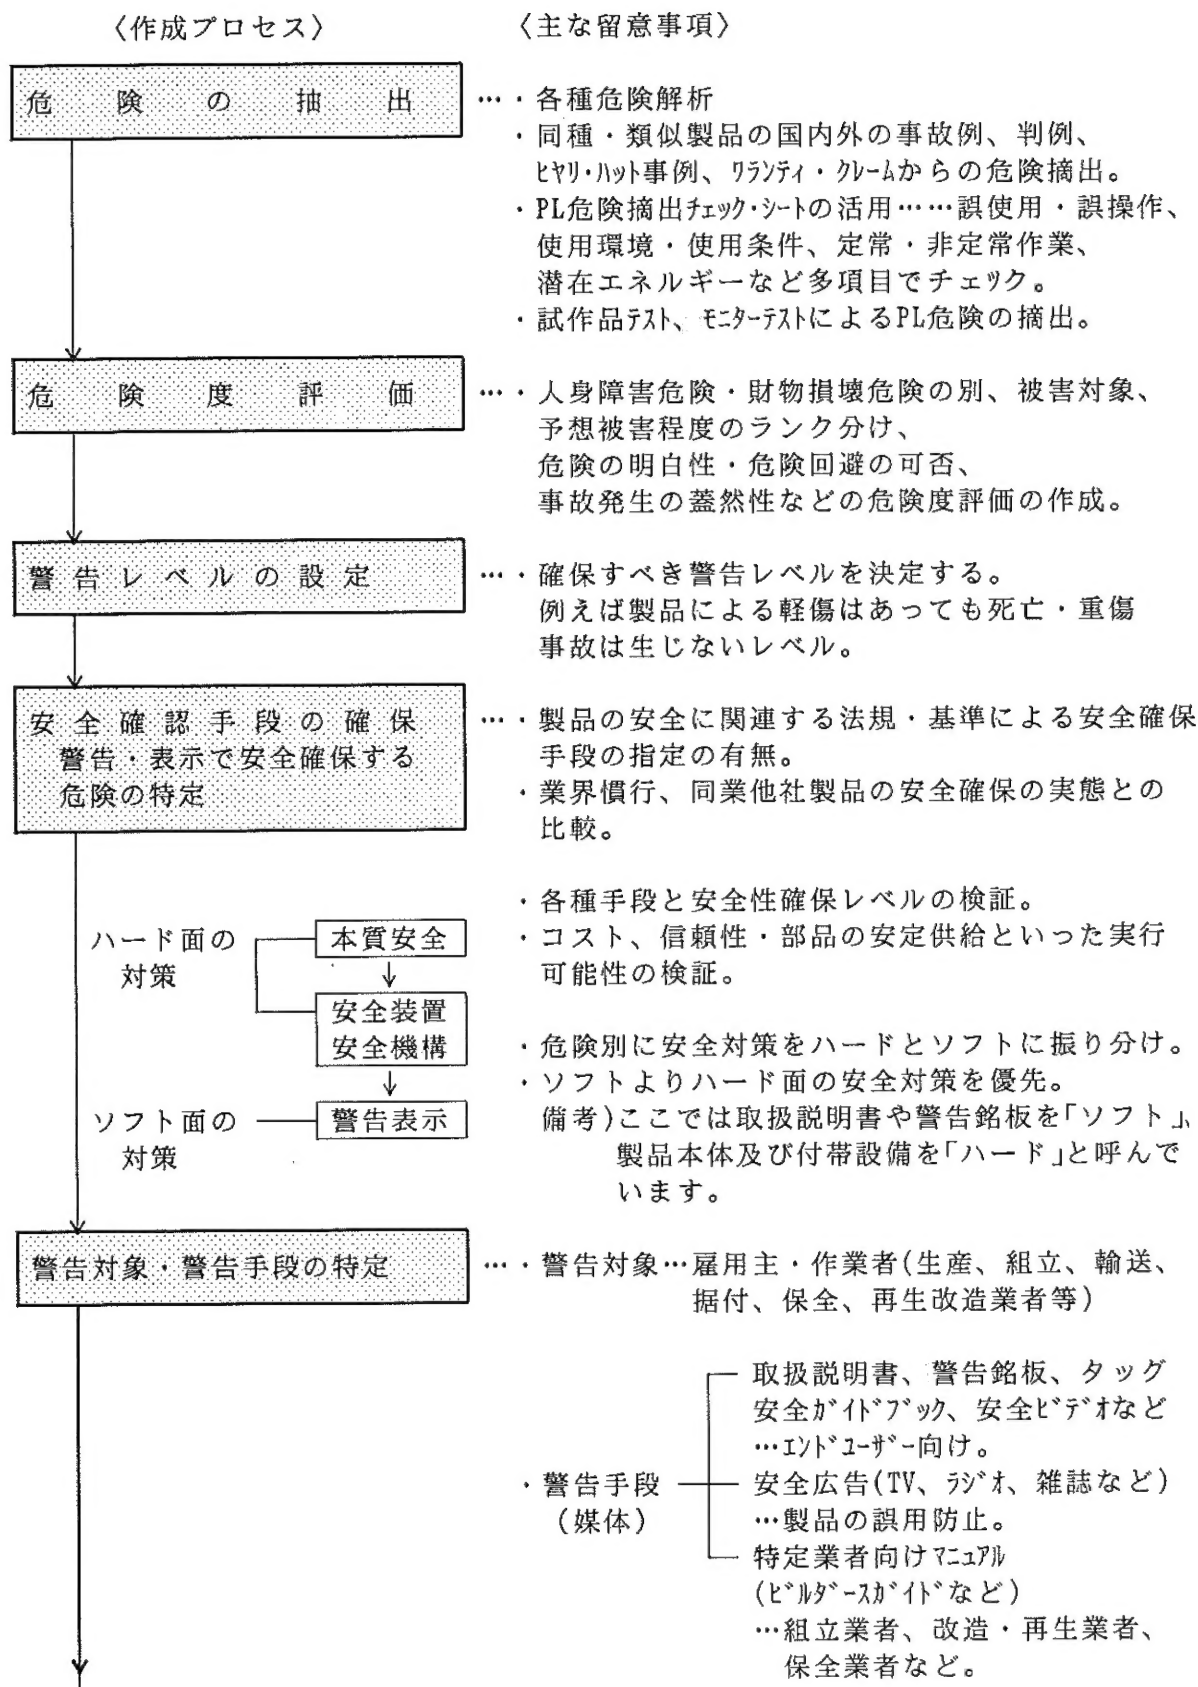 〈作成プロセス〉 〈主な留意事項〉
危険の抽出 …・各種危険解析
・同種・類似製品の国内外の事故例、判例、
ヒヤリ・ハット事例、ワランティ・クレームからの危険摘出。
・PL危険摘出チェック・シートの活用……誤使用・誤操作、
使用環境・使用条件、定常・非定常作業、
潜在エネルギーなど多項目でチェック。
・試作品テスト、モニターテストによるPL危険の摘出。
危険度評価 …・人身障害危険・財物損壊危険の別、被害対象、
予想被害程度のランク分け、
危険の明白性・危険回避の可否、
事故発生の蓋然性などの危険度評価の作成。
警告レベルの設定 …・確保すべき警告レベルを決定する。
例えば製品による軽傷はあっても死亡・重傷
事故は生じないレベル。
安全確認手段の確保
警告・表示で安全確保する
危険の特定
…・製品の安全に関連する法規・基準による安全確保
手段の指定の有無。
・業界慣行、同業他社製品の安全確保の実態との
比較。
・各種手段と安全性確保レベルの検証。
・コスト、信頼性・部品の安定供給といった実行
可能性の検証。
ハード面の
対策
本質安全
安全装置
安全機構
ソフト面の
対策
警告表示
・危険別に安全対策をハードとソフトに振り分け。
・ソフトよりハード面の安全対策を優先。
備考)ここでは取扱説明書や警告銘板を「ソフト」、
製品本体及び付帯設備を「ハード」と呼んで
います。
警告対象・警告手段の特定 …・警告対象…雇用主・作業者(生産、組立、輸送、
据付、保全、再生改造業者等)
・警告手段
(媒体)
取扱説明書、警告銘板、タッグ
安全ガイドブック、安全ビデオなど
…エンドユーザー向け。
安全広告(TV、ラジオ、雑誌など)
…製品の誤用防止。
特定業者向けマニュアル
(ビルダースガイドなど)
…組立業者、改造・再生業者、
保全業者など。